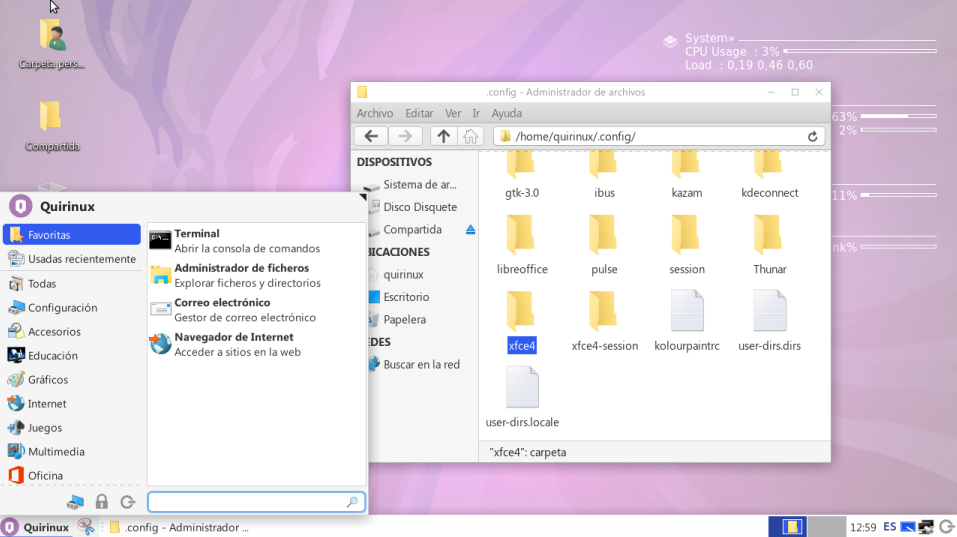 Carpeta pers...
Compartida
System»
CPU Usage : 3%
Load : 0,19 0,46 0,60
63%
2%
11%
nk%
.config - Administrador de archivos
Archivo Editar Ver Ir Ayuda
/home/quirinux/.config/
DISPOSITIVOS
Sistema de ar...
Disco Disquete
Compartida
BICACIONES
quirinux
Escritorio
Papelera
EDES
Buscar en la red
gtk-3.0 ibus kazam kdeconnect
libreoffice pulse session Thunar
xfce4 xfce4-session kolourpaintrc user-dirs.dirs
user-dirs.locale
"xfce4": carpeta
Quirinux
Favoritas
Usadas recientemente
Todas
Configuración
Accesorios
Educación
Gráficos
Internet
Juegos
Multimedia
Oficina
Terminal
Abrir la consola de comandos
Administrador de ficheros
Explorar ficheros y directorios
Correo electrónico
Gestor de correo electrónico
Navegador de Internet
Acceder a sitios en la web
Quirinux .config - Administrador ... 12:59 ES